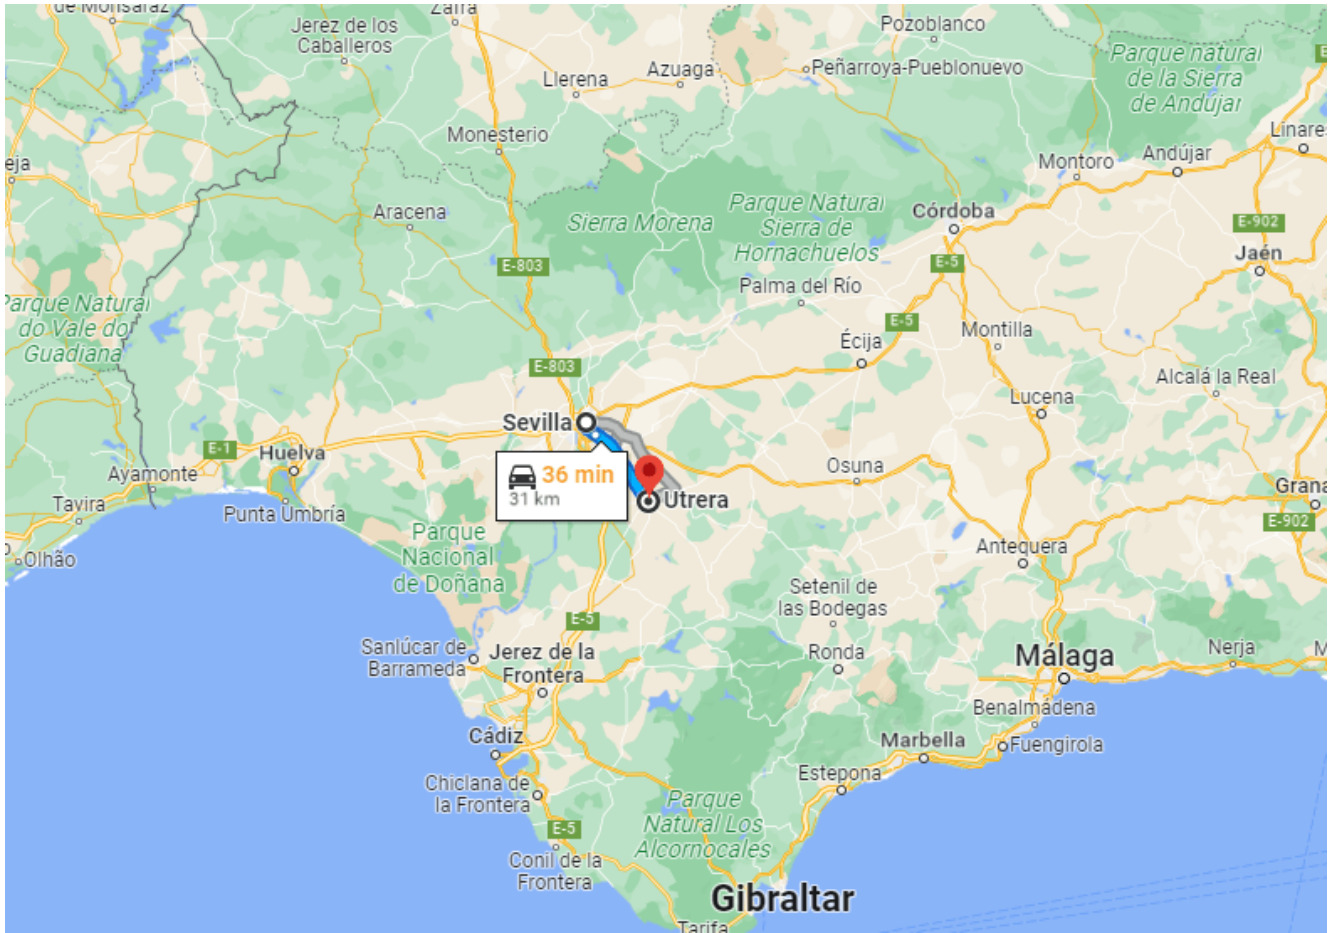 de Monsaraz
Zafra
Jerez de los
Caballeros
Pozoblanco
Llerena
Azuaga
Peñarroya-Pueblonuevo
Parque natural
de la Sierra
de Andújar
Monesterio
Linares
eja
Montoro
Andújar
Aracena
Sierra Morena
Parque Natural
Sierra de
Hornachuelos
Córdoba
E-902
E-803
E-5
Jaén
Palma del Río
Parque Natural
do Vale do
Guadiana
E-5
Écija
Montilla
E-803
Alcalá la Real
Lucena
Sevilla
E-1
Huelva
36 min
31 km
Osuna
Ayamonte
Utrera
Tavira
Punta Umbría
Grana
E-902
Parque
Nacional
de Doñana
Olhão
Antequera
Setenil de
las Bodegas
E-5
Sanlúcar de
Barrameda
Jerez de la
Frontera
Ronda
Málaga
Nerja
M
Benalmádena
Cádiz
Marbella
Fuengirola
Chiclana de
la Frontera
Estepona
Parque
Natural Los
Alcornocales
E-5
Conil de la
Frontera
Gibraltar
Tarifa